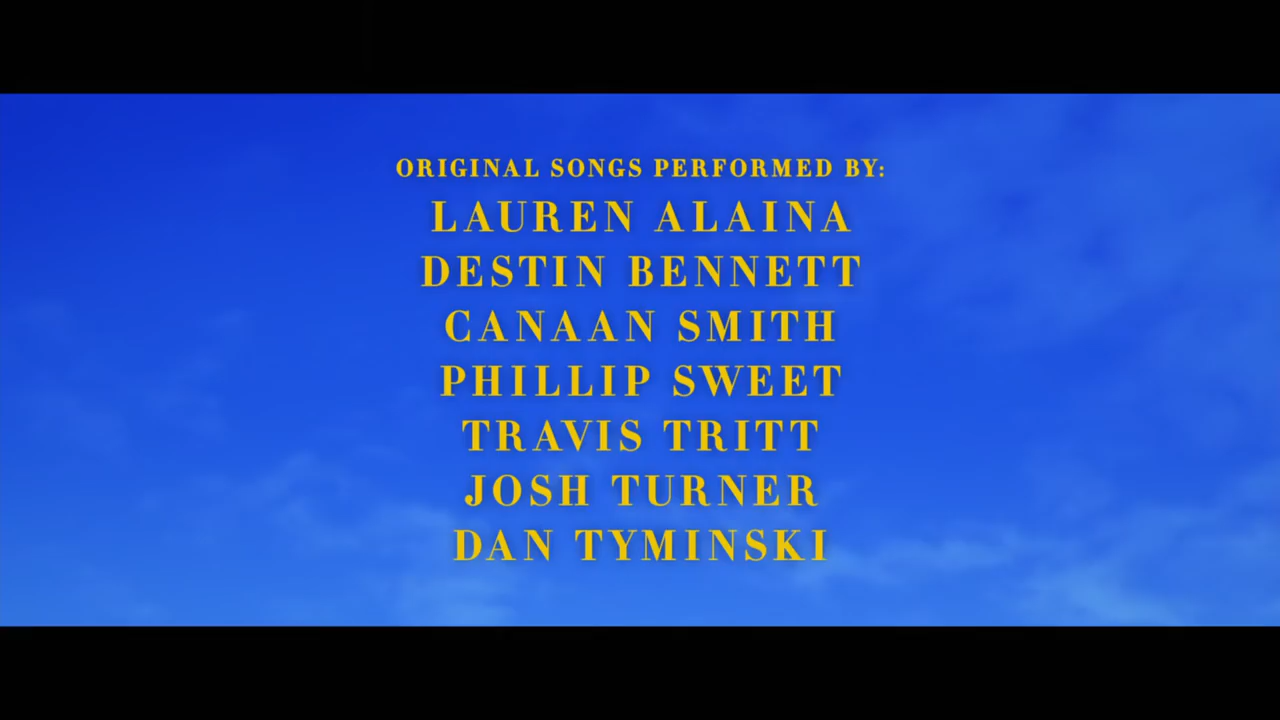 ORIGINAL SONGS PERFORMED BY:
LAUREN ALAINA
DESTIN BENNETT
CANAAN SMITH
PHILLIP SWEET
TRAVIS TRITT
JOSH TURNER
DAN TYMINSKI